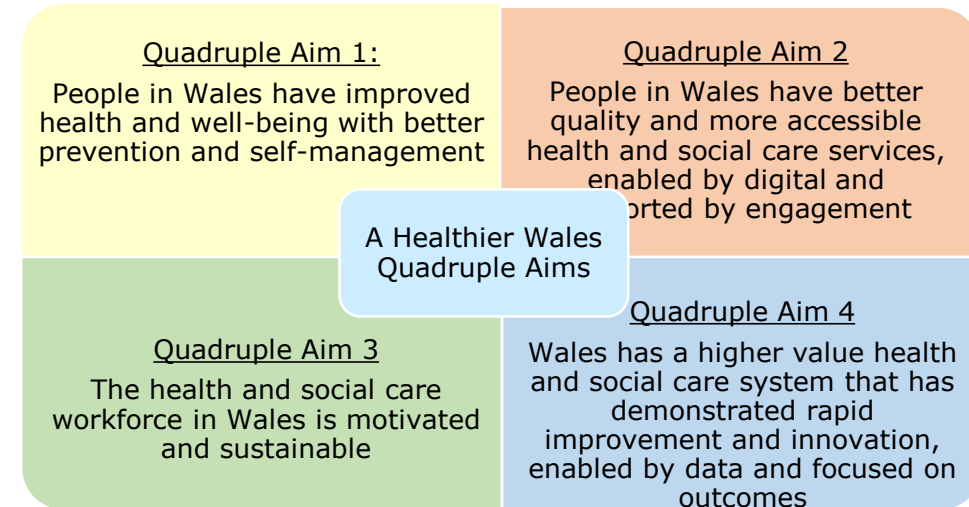 Quadruple Aim 1:
People in Wales have improved
health and well-being with better
prevention and self-management
Quadruple Aim 2
People in Wales have better
quality and more accessible
health and social care services,
enabled by digital and
orted by engagement
A Healthier Wales
Quadruple Aims
Quadruple Aim 3
The health and social care
workforce in Wales is motivated
and sustainable
Quadruple Aim 4
Wales has a higher value health
and social care system that has
demonstrated rapid
improvement and innovation,
enabled by data and focused on
outcomes